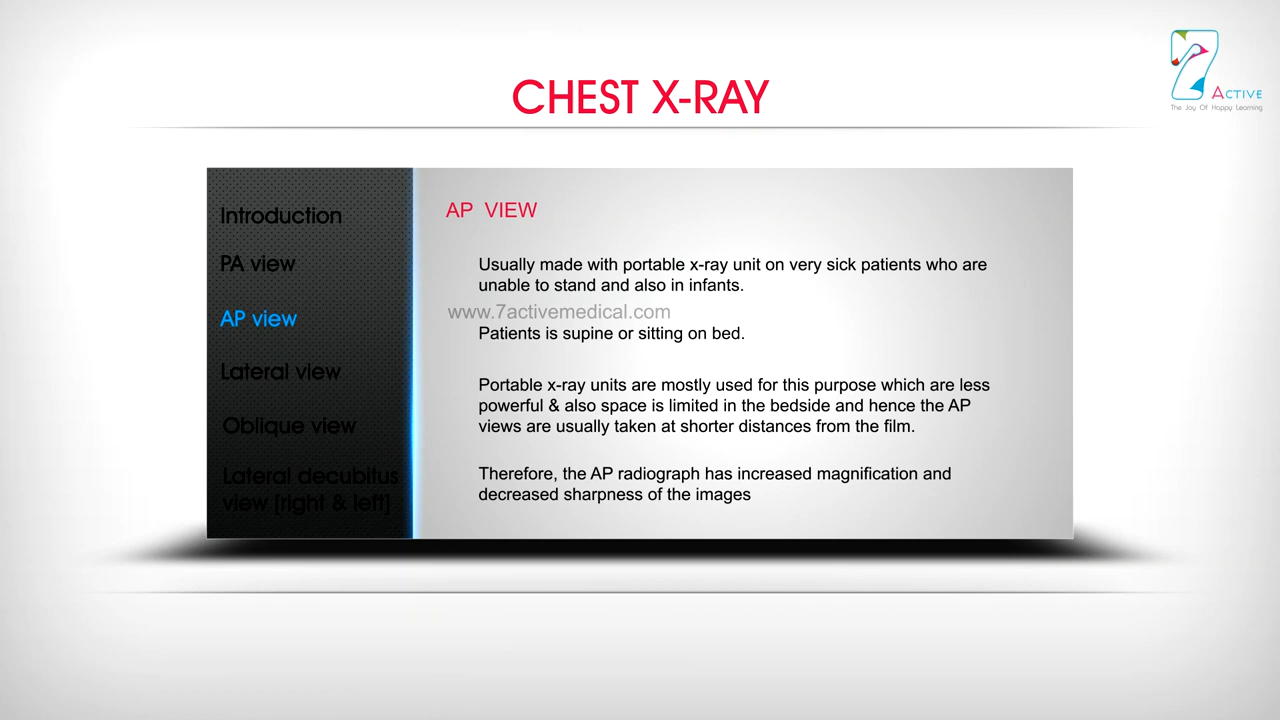 CHEST X-RAY
7 ACTIVE
The Joy Of Happy Learning
Introduction
PA view
AP view
Lateral view
Oblique view
Lateral decubitus
view [right & left]
AP VIEW
Usually made with portable x-ray unit on very sick patients who are
unable to stand and also in infants.
www.7activemedical.com
Patients is supine or sitting on bed.
Portable x-ray units are mostly used for this purpose which are less
powerful & also space is limited in the bedside and hence the AP
views are usually taken at shorter distances from the film.
Therefore, the AP radiograph has increased magnification and
decreased sharpness of the images